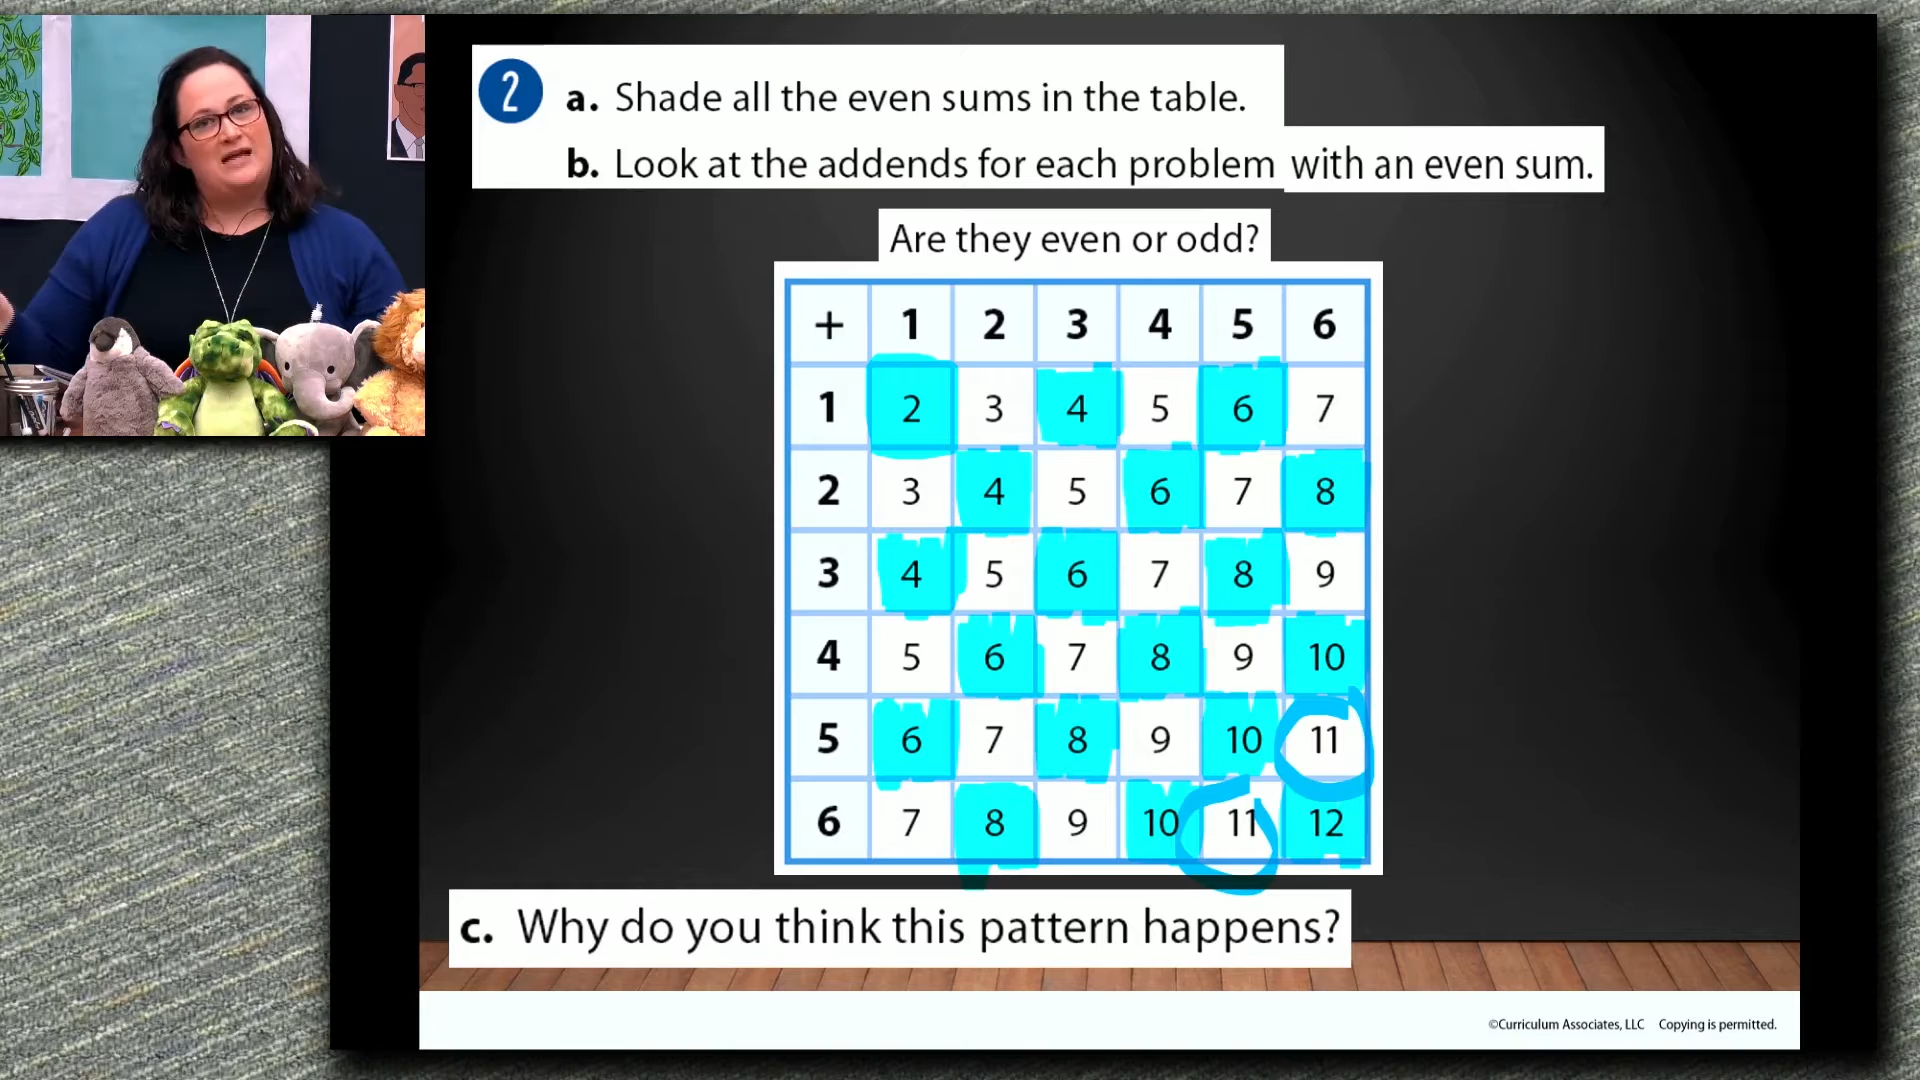 2 a. Shade all the even sums in the table.
b. Look at the addends for each problem with an even sum.
Are they even or odd?
+ 1 2 3 4 5 6
1 2 3 4 5 6 7
2 3 4 5 6 7 8
3 4 5 6 7 8 9
4 5 6 7 8 9 10
5 6 7 8 9 10 11
6 7 8 9 10 11 12
c. Why do you think this pattern happens?
©Curriculum Associates, LLC Copying is permitted.